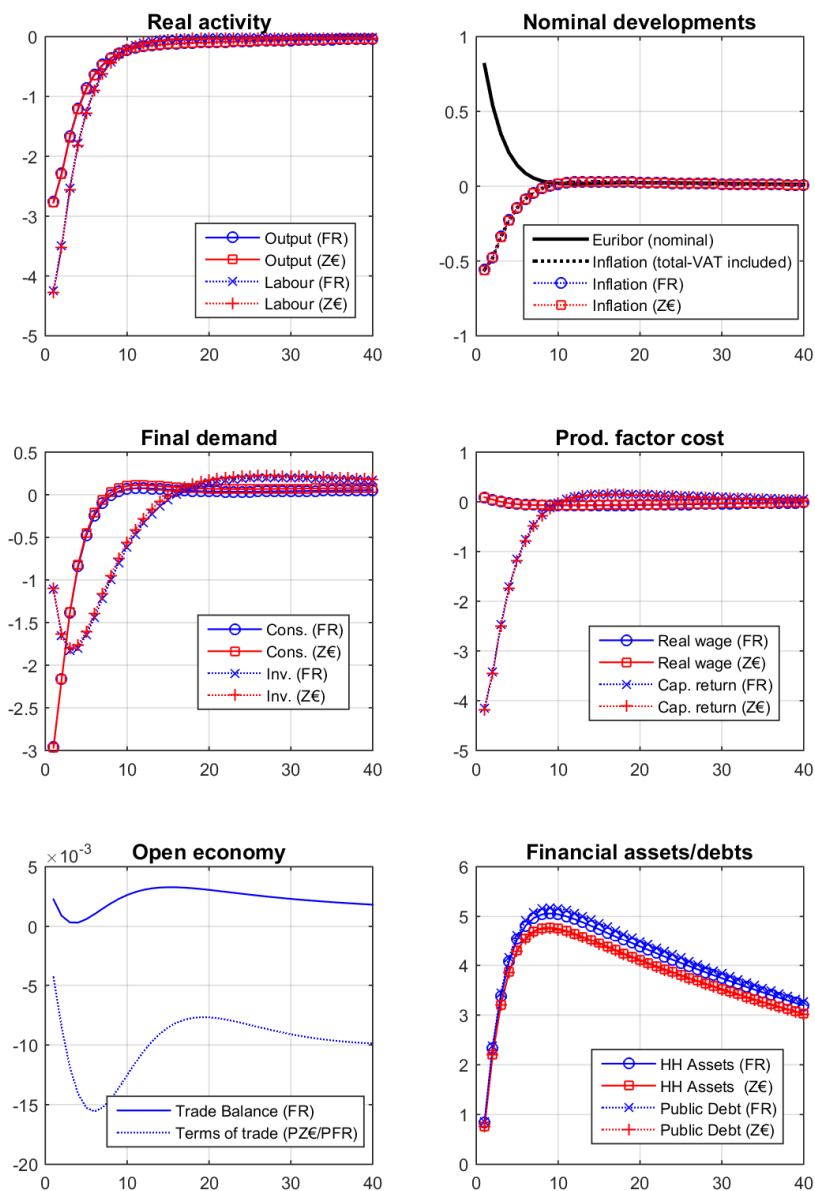 Real activity
0
-1
-2
-3
-4
-5
0 10 20 30 40
Output (FR)
Output (Z€)
Labour (FR)
Labour (Z€)
Nominal developments
1
0.5
0
-0.5
-1
0 10 20 30 40
Euribor (nominal)
Inflation (total-VAT included)
Inflation (FR)
Inflation (Z€)
Final demand
0.5
0
-0.5
-1
-1.5
-2
-2.5
-3
0 10 20 30 40
Cons. (FR)
Cons. (Z€)
Inv. (FR)
Inv. (Z€)
Prod. factor cost
1
0
-1
-2
-3
-4
-5
0 10 20 30 40
Real wage (FR)
Real wage (Z€)
Cap. return (FR)
Cap. return (Z€)
Open economy
×10⁻³
5
0
-5
-10
-15
-20
0 10 20 30 40
Trade Balance (FR)
Terms of trade (PZ€/PFR)
Financial assets/debts
6
5
4
3
2
1
0
0 10 20 30 40
HH Assets (FR)
HH Assets (Z€)
Public Debt (FR)
Public Debt (Z€)